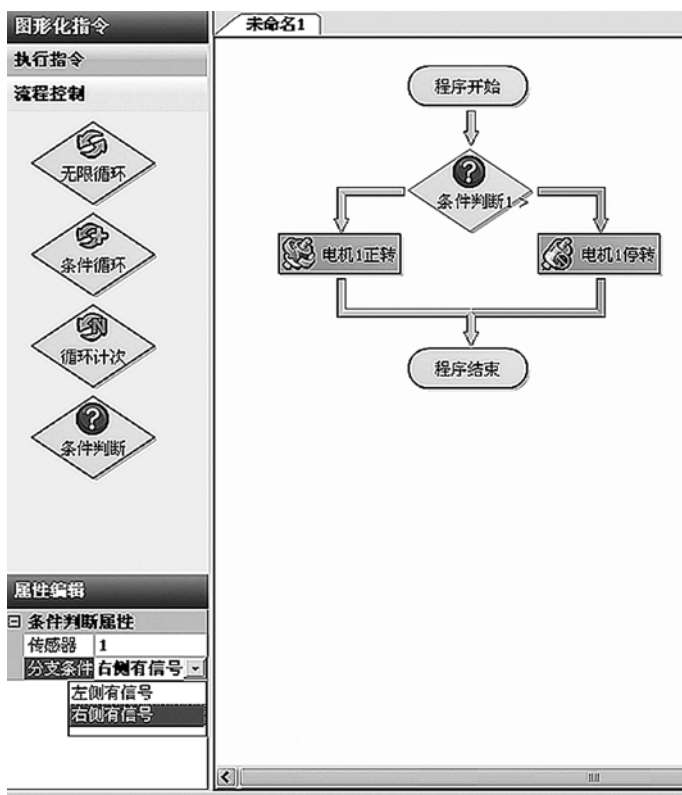 图形化指令
执行指令
流程控制
无限循环
条件循环
循环计次
条件判断
属性编辑
条件判断属性
传感器 1
分支条件 右侧有信号
左侧有信号
右侧有信号
未命名1
程序开始
条件判断1 >
电机1正转
电机1停转
程序结束